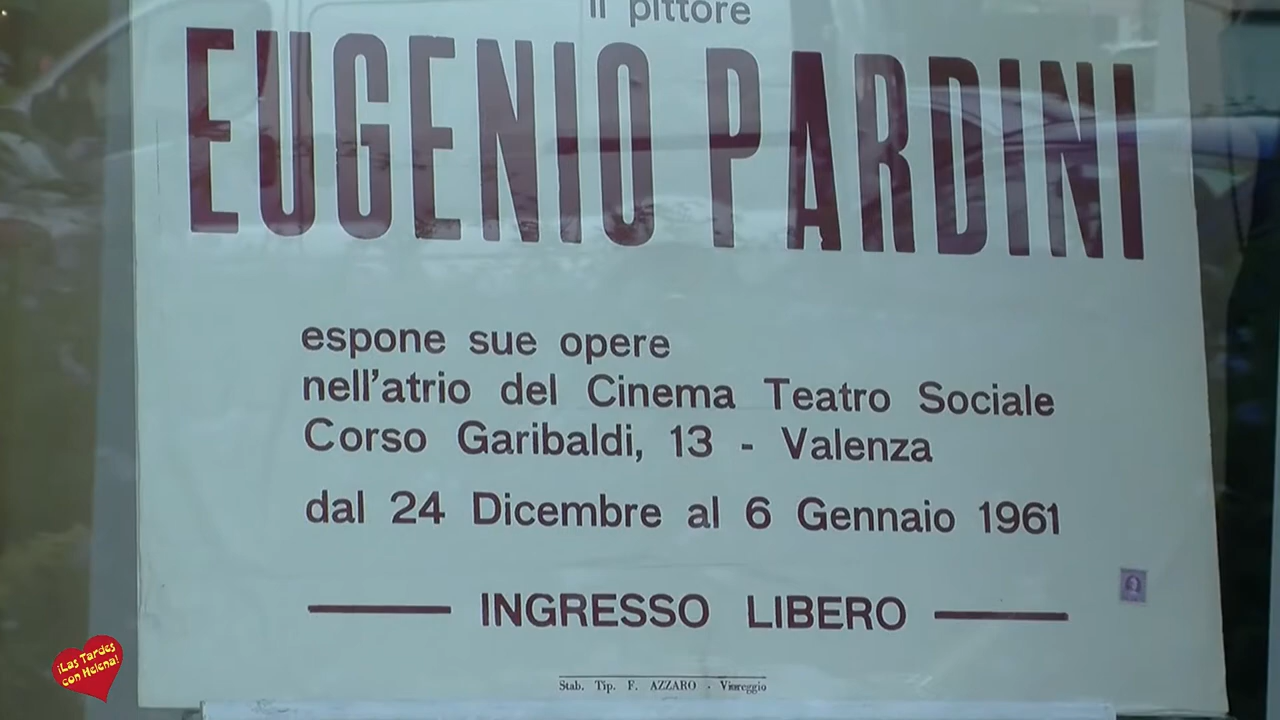 il pittore
EUGENIO PARDINI
espone sue opere
nell'atrio del Cinema Teatro Sociale
Corso Garibaldi, 13 - Valenza
dal 24 Dicembre al 6 Gennaio 1961
INGRESSO LIBERO
Stab. Tip. F. AZZARO - Viareggio
¡Las Tardes
con Helena!